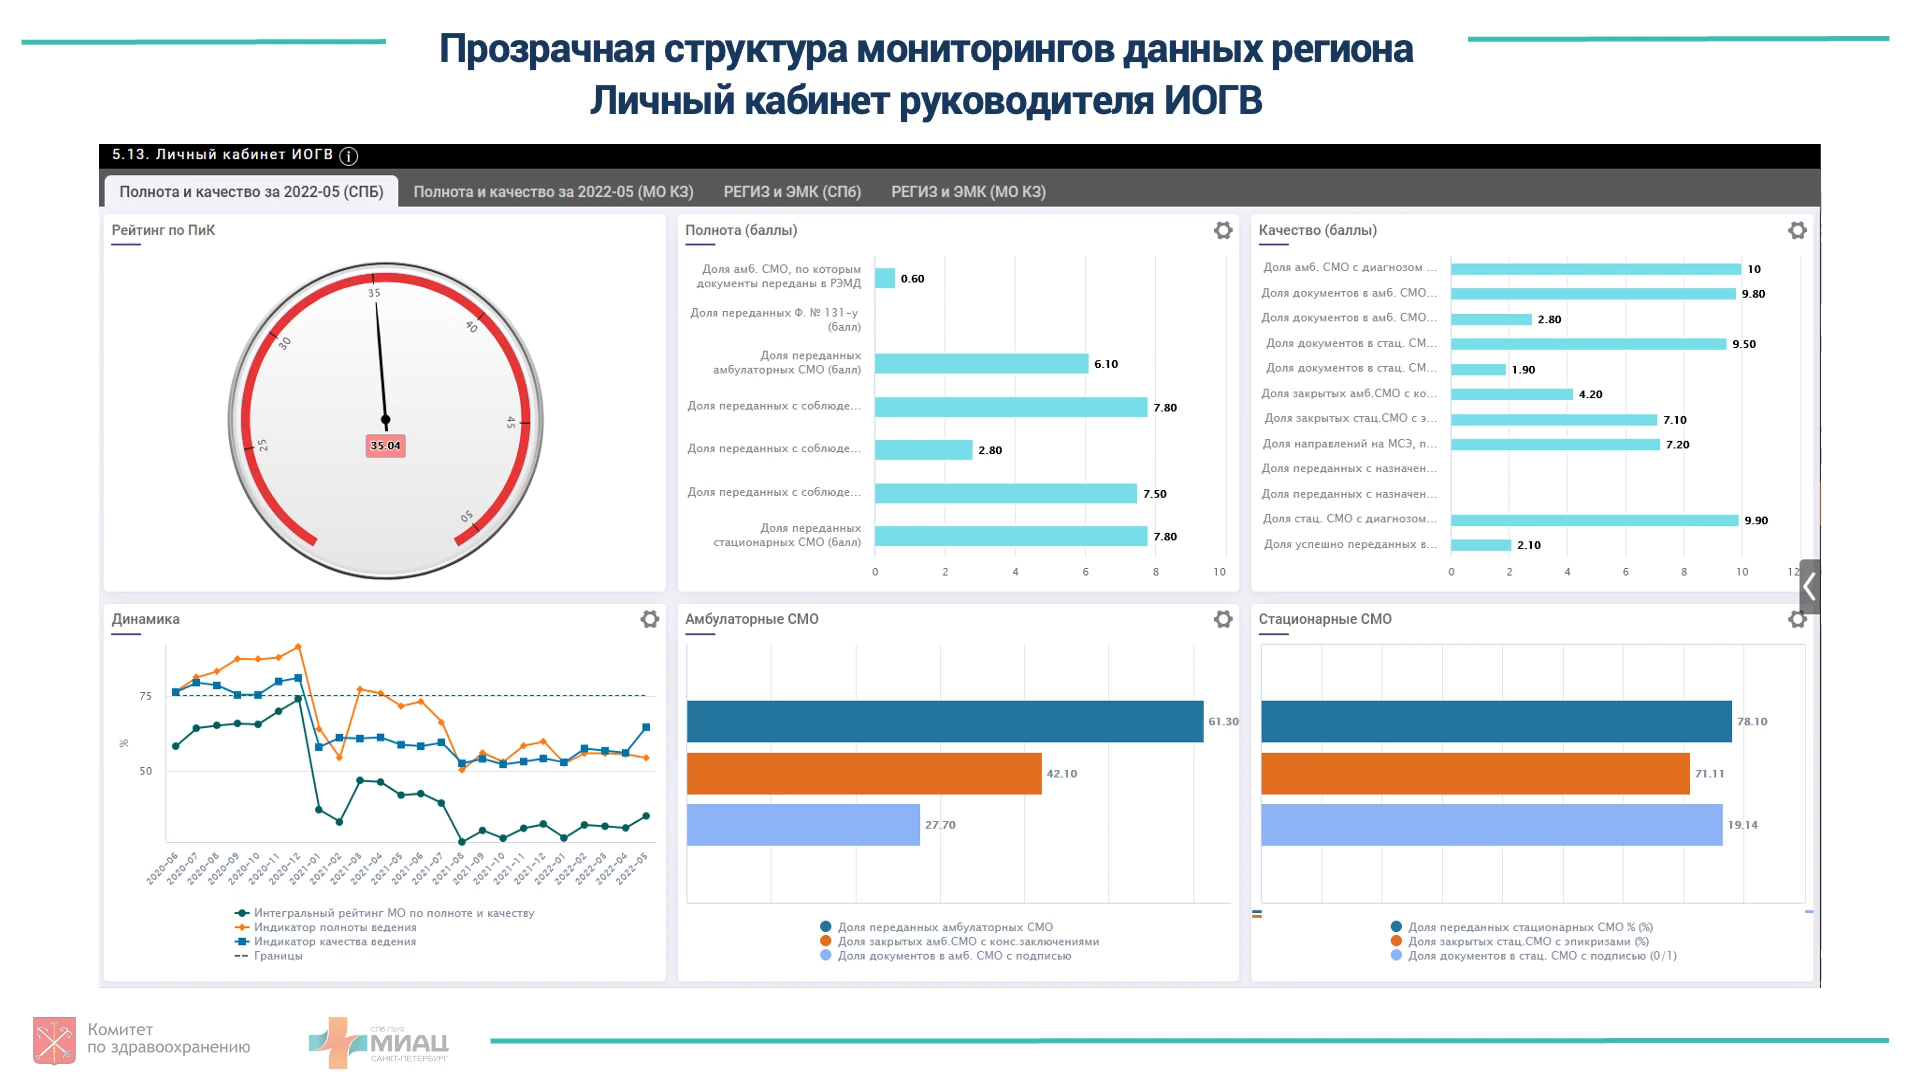 Прозрачная структура мониторингов данных региона
Личный кабинет руководителя ИОГВ
5.13. Личный кабинет ИОГВ i
Полнота и качество за 2022-05 (СПБ) Полнота и качество за 2022-05 (МО КЗ) РЕГИЗ и ЭМК (СПб) РЕГИЗ и ЭМК (МО КЗ)
Рейтинг по ПиК
25
30
35
40
45
50
35.04
Полнота (баллы)
Доля амб. СМО, по которым
документы переданы в РЭМД
0.60
Доля переданных Ф. № 131-у
(балл)
Доля переданных
амбулаторных СМО (балл)
6.10
Доля переданных с соблюде... 7.80
Доля переданных с соблюде... 2.80
Доля переданных с соблюде... 7.50
Доля переданных
стационарных СМО (балл)
7.80
0 2 4 6 8 10
Качество (баллы)
Доля амб. СМО с диагнозом ... 10
Доля документов в амб. СМО... 9.80
Доля документов в амб. СМО... 2.80
Доля документов в стац. СМ... 9.50
Доля документов в стац. СМ... 1.90
Доля закрытых амб.СМО с ко... 4.20
Доля закрытых стац.СМО с э... 7.10
Доля направлений на МСЭ, п... 7.20
Доля переданных с назначен...
Доля переданных с назначен...
Доля стац. СМО с диагнозом... 9.90
Доля успешно переданных в... 2.10
0 2 4 6 8 10 12
Динамика
75
%
50
2020-06 2020-07 2020-08 2020-09 2020-10 2020-11 2020-12 2021-01 2021-02 2021-03 2021-04 2021-05 2021-06 2021-07 2021-08 2021-09 2021-10 2021-11 2021-12 2022-01 2022-02 2022-03 2022-04 2022-05
Интегральный рейтинг МО по полноте и качеству
Индикатор полноты ведения
Индикатор качества ведения
Границы
Амбулаторные СМО
61.30
42.10
27.70
Доля переданных амбулаторных СМО
Доля закрытых амб.СМО с конс.заключениями
Доля документов в амб. СМО с подписью
Стационарные СМО
78.10
71.11
19.14
Доля переданных стационарных СМО % (%)
Доля закрытых стац.СМО с эпикризами (%)
Доля документов в стац. СМО с подписью (0/1)
Комитет
по здравоохранению
СПб ГБУЗ
МИАЦ
САНКТ-ПЕТЕРБУРГ